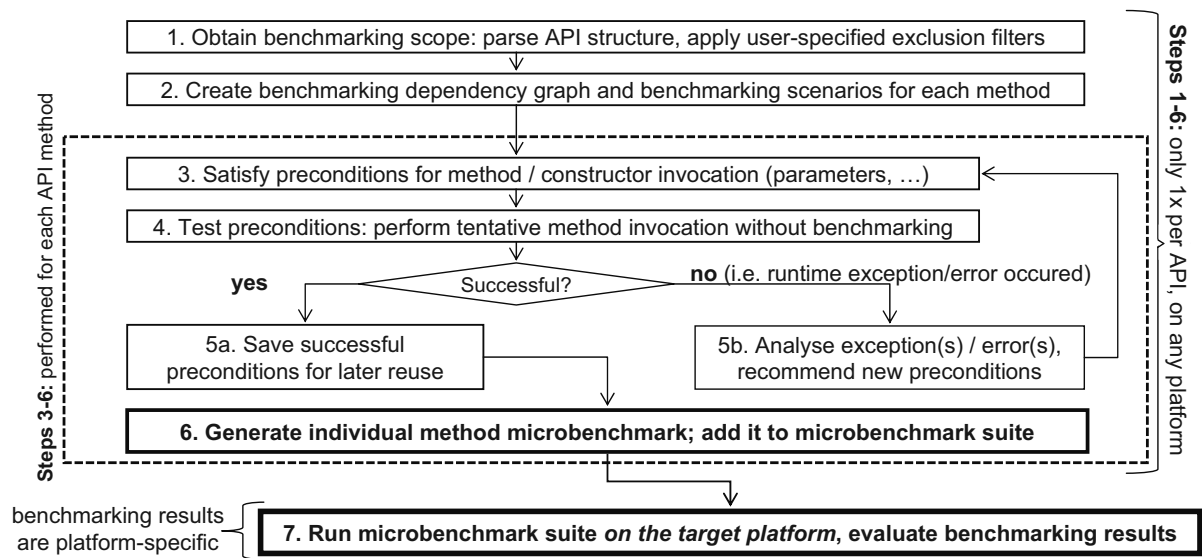 1. Obtain benchmarking scope: parse API structure, apply user-specified exclusion filters
2. Create benchmarking dependency graph and benchmarking scenarios for each method
3. Satisfy preconditions for method / constructor invocation (parameters, …)
4. Test preconditions: perform tentative method invocation without benchmarking
Successful?
yes
no (i.e. runtime exception/error occured)
5a. Save successful
preconditions for later reuse
5b. Analyse exception(s) / error(s),
recommend new preconditions
6. Generate individual method microbenchmark; add it to microbenchmark suite
Steps 3-6: performed for each API method
Steps 1-6: only 1x per API, on any platform
benchmarking results
are platform-specific
7. Run microbenchmark suite on the target platform, evaluate benchmarking results